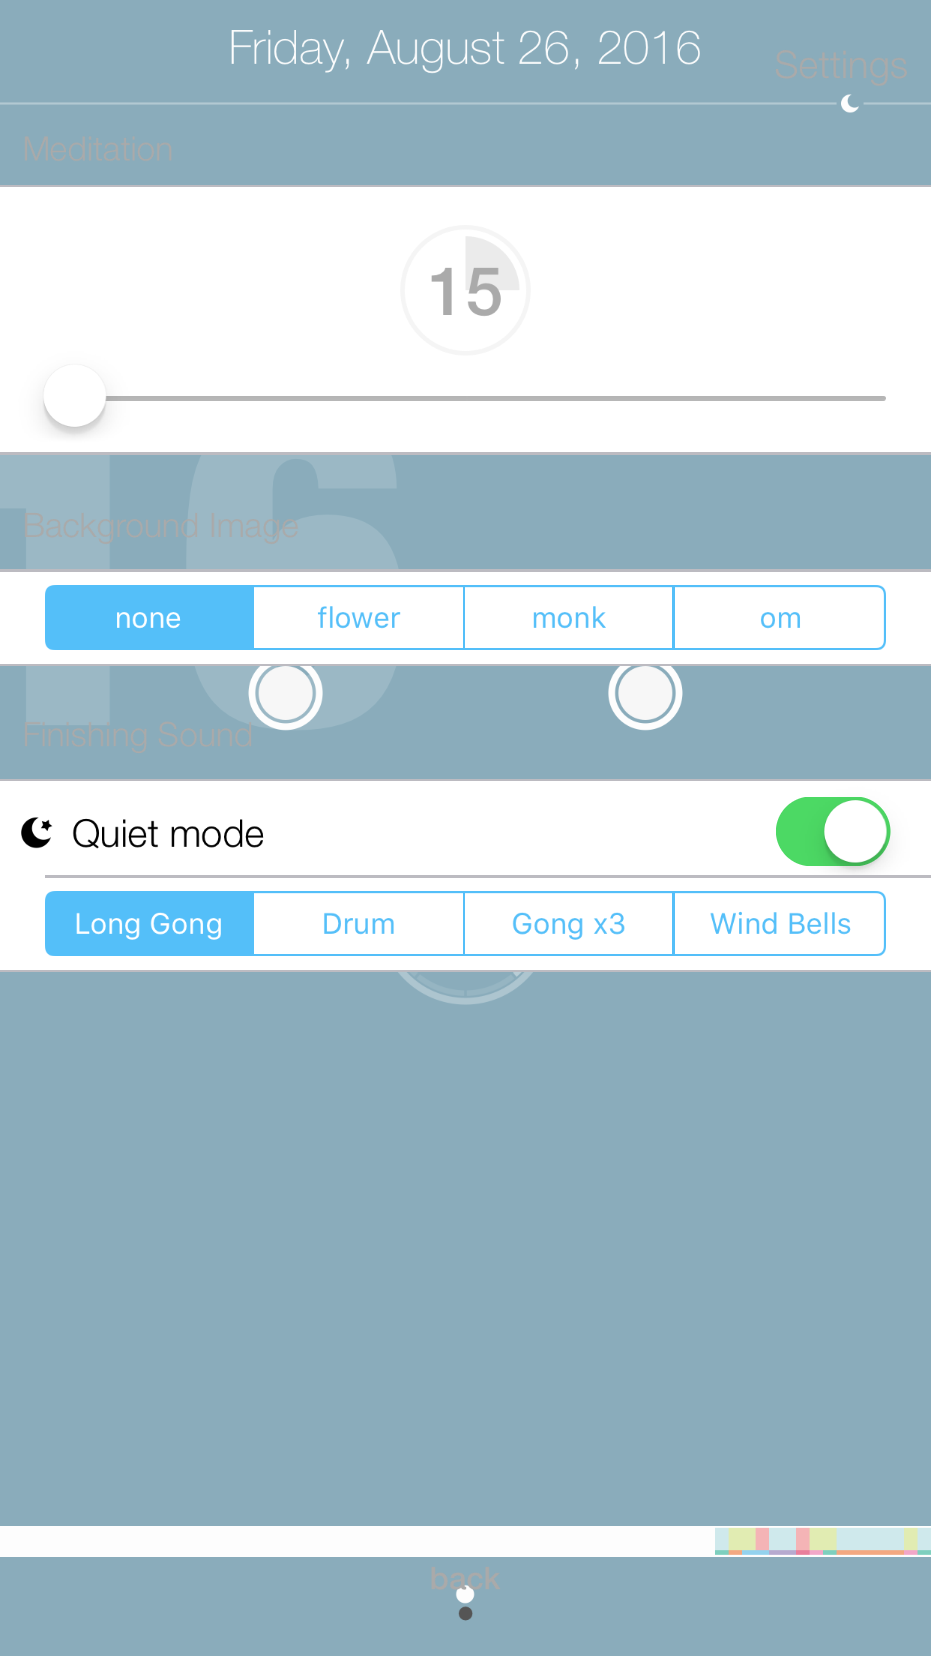 Friday, August 26, 2016
Settings
Meditation
15
16
Background Image
none flower monk om
Finishing Sound
Quiet mode
Long Gong Drum Gong x3 Wind Bells
back